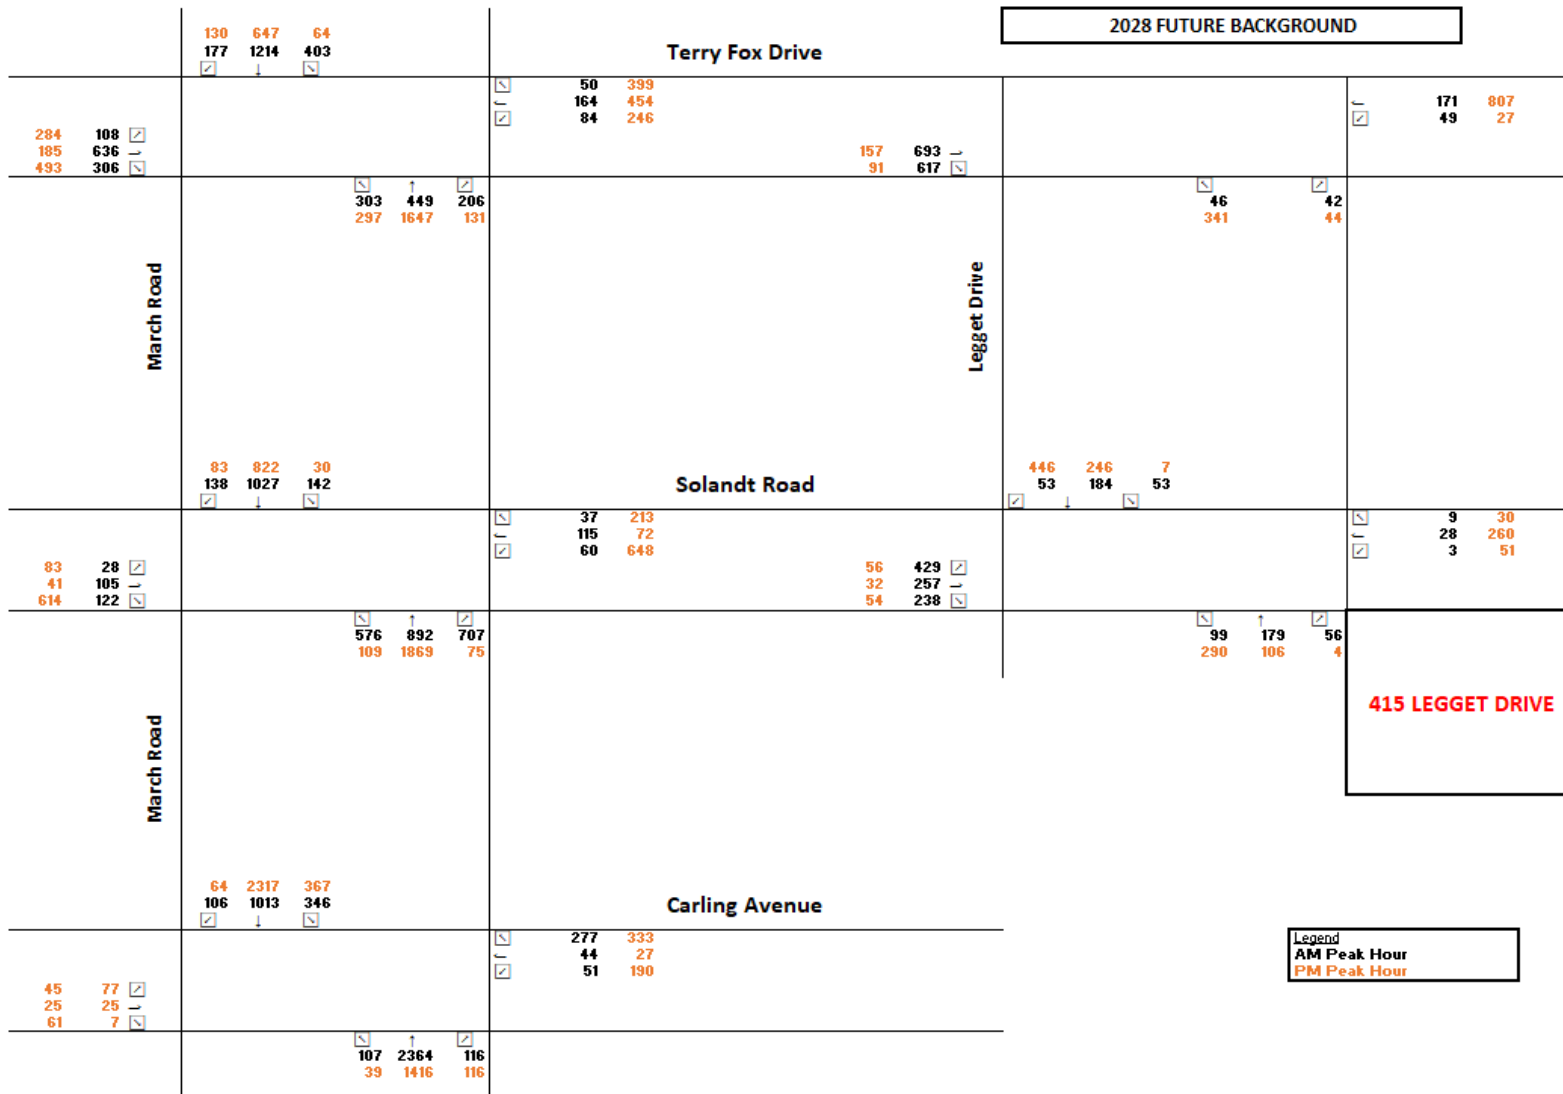 2028 FUTURE BACKGROUND
130 647 64
177 1214 403
Terry Fox Drive
50 399
164 454
84 246
171 807
49 27
284 108
185 636
493 306
157 693
91 617
303 449 206
297 1647 131
46 42
341 44
March Road
Legget Drive
83 822 30
138 1027 142
Solandt Road
446 246 7
53 184 53
37 213
115 72
60 648
9 30
28 260
3 51
83 28
41 105
614 122
56 429
32 257
54 238
576 892 707
109 1869 75
99 179 56
290 106 4
415 LEGGET DRIVE
March Road
64 2317 367
106 1013 346
Carling Avenue
277 333
44 27
51 190
Legend
AM Peak Hour
PM Peak Hour
45 77
25 25
61 7
107 2364 116
39 1416 116